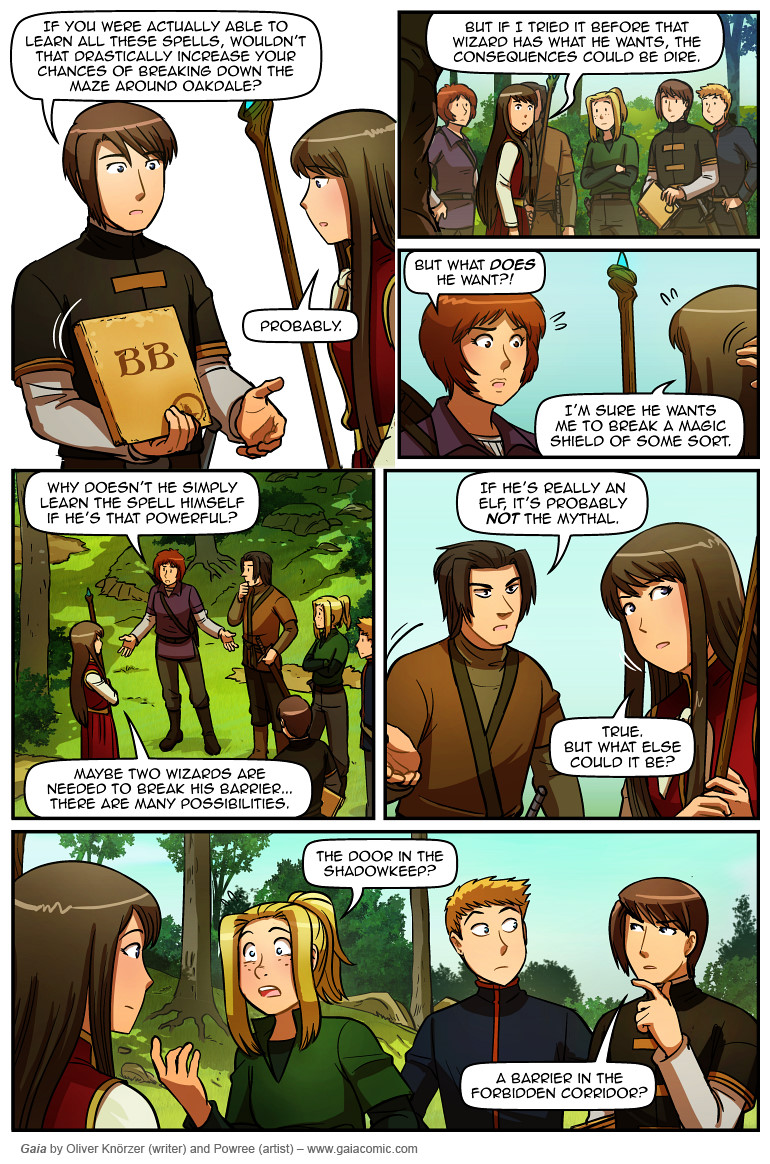 IF YOU WERE ACTUALLY ABLE TO
LEARN ALL THESE SPELLS, WOULDN'T
THAT DRASTICALLY INCREASE YOUR
CHANCES OF BREAKING DOWN THE
MAZE AROUND OAKDALE?
BB
PROBABLY.
BUT IF I TRIED IT BEFORE THAT
WIZARD HAS WHAT HE WANTS, THE
CONSEQUENCES COULD BE DIRE.
BUT WHAT DOES
HE WANT?!
I'M SURE HE WANTS
ME TO BREAK A MAGIC
SHIELD OF SOME SORT.
WHY DOESN'T HE SIMPLY
LEARN THE SPELL HIMSELF
IF HE'S THAT POWERFUL?
MAYBE TWO WIZARDS ARE
NEEDED TO BREAK HIS BARRIER...
THERE ARE MANY POSSIBILITIES.
IF HE'S REALLY AN
ELF, IT'S PROBABLY
NOT THE MYTHAL.
TRUE.
BUT WHAT ELSE
COULD IT BE?
THE DOOR IN THE
SHADOWKEEP?
A BARRIER IN THE
FORBIDDEN CORRIDOR?
Gaia by Oliver Knörzer (writer) and Powree (artist) – www.gaiacomic.com